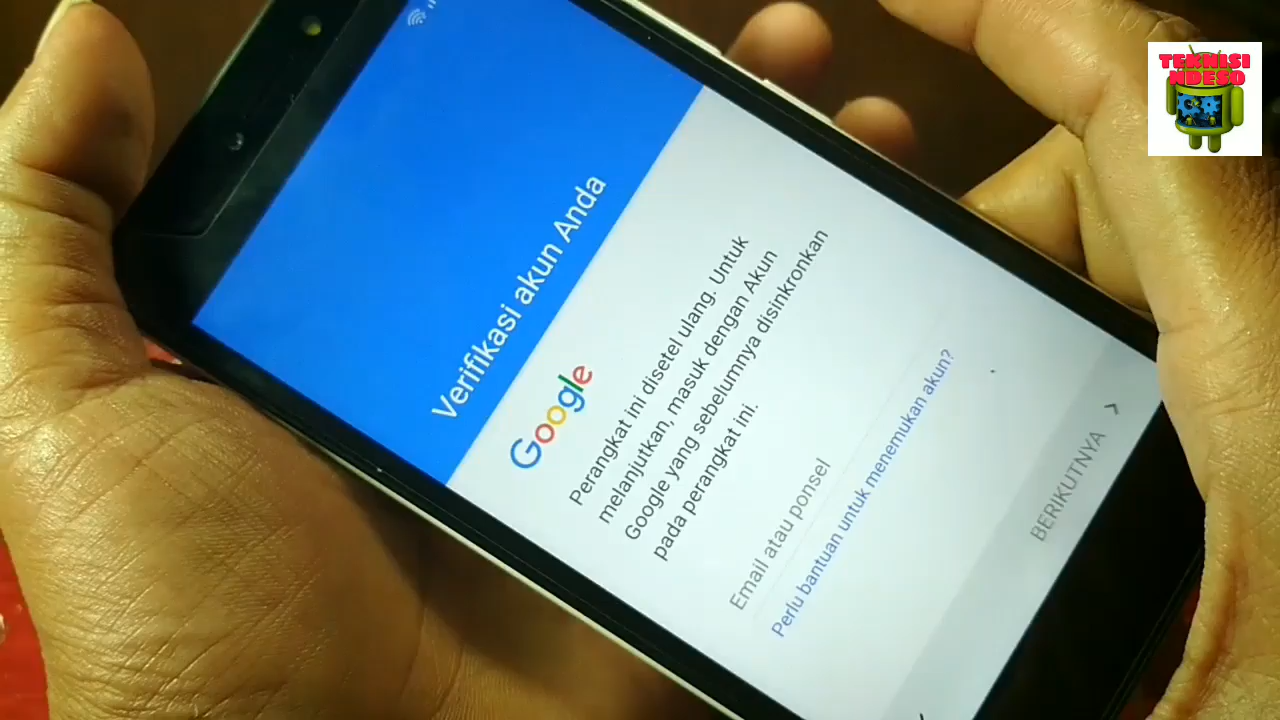 TEKNISI
NDESO
Verifikasi akun Anda
Google
Perangkat ini disetel ulang. Untuk
melanjutkan, masuk dengan Akun
Google yang sebelumnya disinkronkan
pada perangkat ini.
Email atau ponsel
Perlu bantuan untuk menemukan akun?
BERIKUTNYA